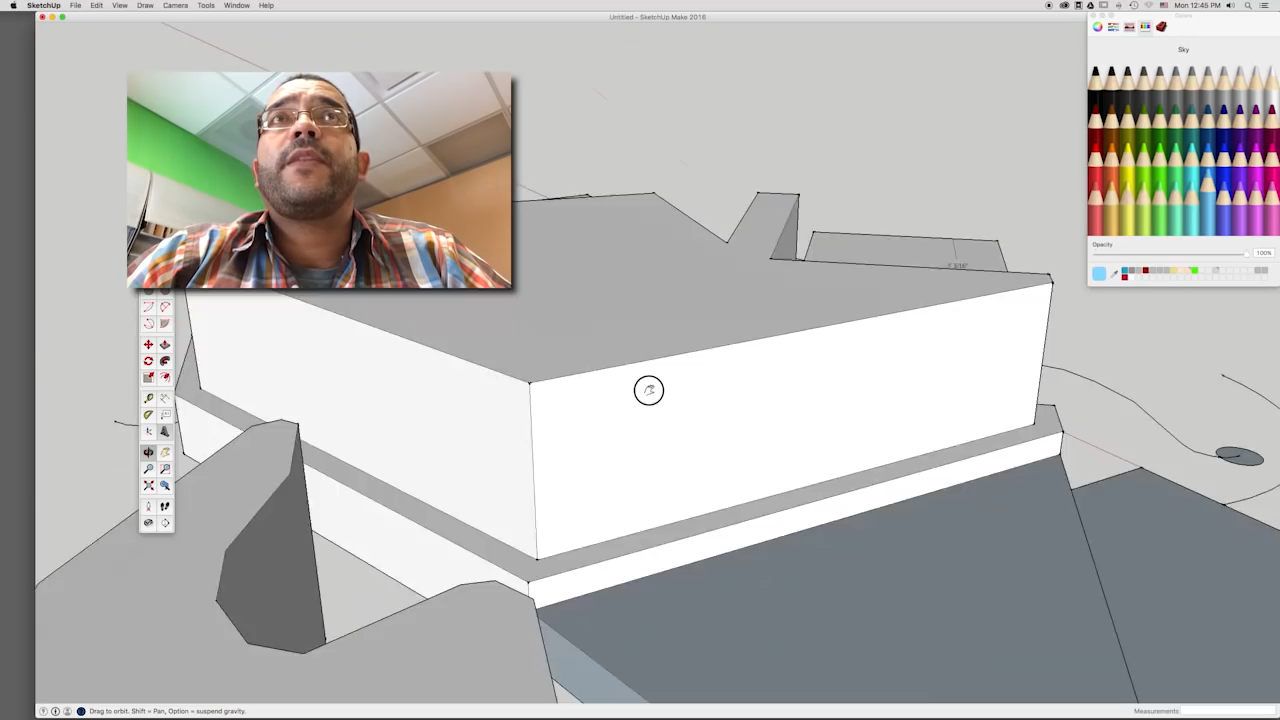 SketchUp File Edit View Draw Camera Tools Window Help
Mon 12:45 PM
Untitled - SketchUp Make 2016
Colors
Sky
Opacity
100%
Drag to orbit. Shift = Pan, Option = suspend gravity.
Measurements